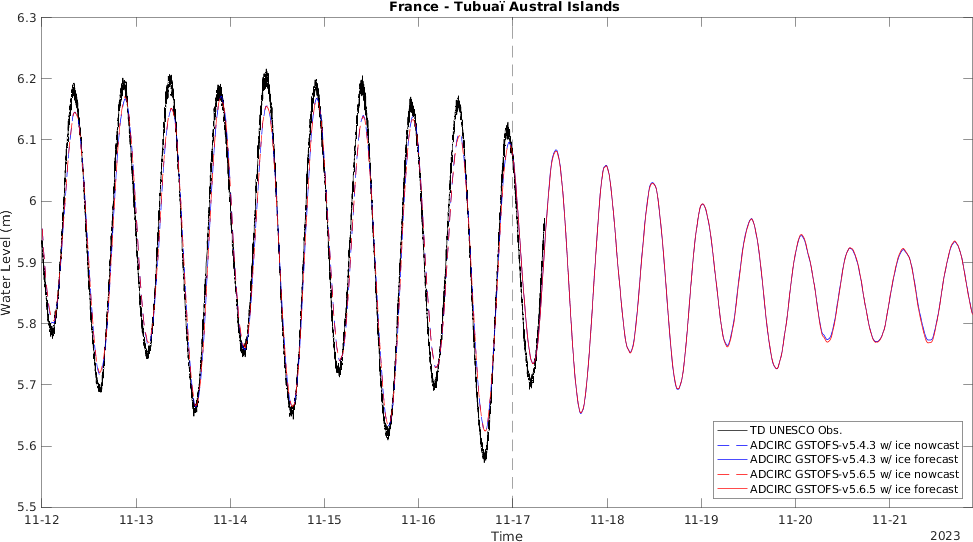 France - Tubuaï Austral Islands
6.3
6.2
6.1
6
5.9
5.8
5.7
5.6
5.5
Water Level (m)
TD UNESCO Obs.
ADCIRC GSTOFS-v5.4.3 w/ ice nowcast
ADCIRC GSTOFS-v5.4.3 w/ ice forecast
ADCIRC GSTOFS-v5.6.5 w/ ice nowcast
ADCIRC GSTOFS-v5.6.5 w/ ice forecast
11-12 11-13 11-14 11-15 11-16 11-17 11-18 11-19 11-20 11-21
Time
2023